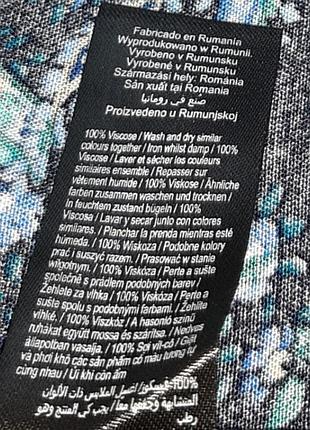 Fabricado en Rumanía
Wyprodukowano w Rumunii.
Vyrobeno v Rumunsku
Vyrobené v Rumunsku
Származási hely: Románia
Sản xuất tại Romania
صنع في رومانيا
Proizvedeno u Rumunjskoj
100% Viscose / Wash and dry similar
colours together / Iron whilst damp / 100%
Viscose / Laver et sécher les couleurs
similaires ensemble / Repasser sur
vêtement humide / 100% Viskose / Ähnliche
farben zusammen waschen und trocknen /
In feuchtem zustand bügeln / 100%
Viscosa / Lavar y secar junto con colores
similares. / Planchar la prenda mientras esté
húmeda. / 100% Wiskoza / Podobne kolory
prać i suszyć razem. / Prasować w stanie
wilgotnym. / 100% Viskóza / Perte a sušte
společně s prádlem podobných barev /
Žehlete za vlhka / 100% Viskóza / Perte a
sušte spolu s podobnými farbami. / Žehlite
za vlhka. / 100% Viszkóz / A hasonló színű
ruhákat együtt mossa és szárítsa. / Nedves
állapotban vasalja. / 100% Sợi vit-cô / Giặt
và phơi khô các sản phẩm có màu tương tự
cùng nhau / Ủi khi còn ẩm
100% فيسكوز / اغسلي الملابس ذات الألوان
المتشابهة وجففيها معاً / يجب كي المنتج وهو
رطب